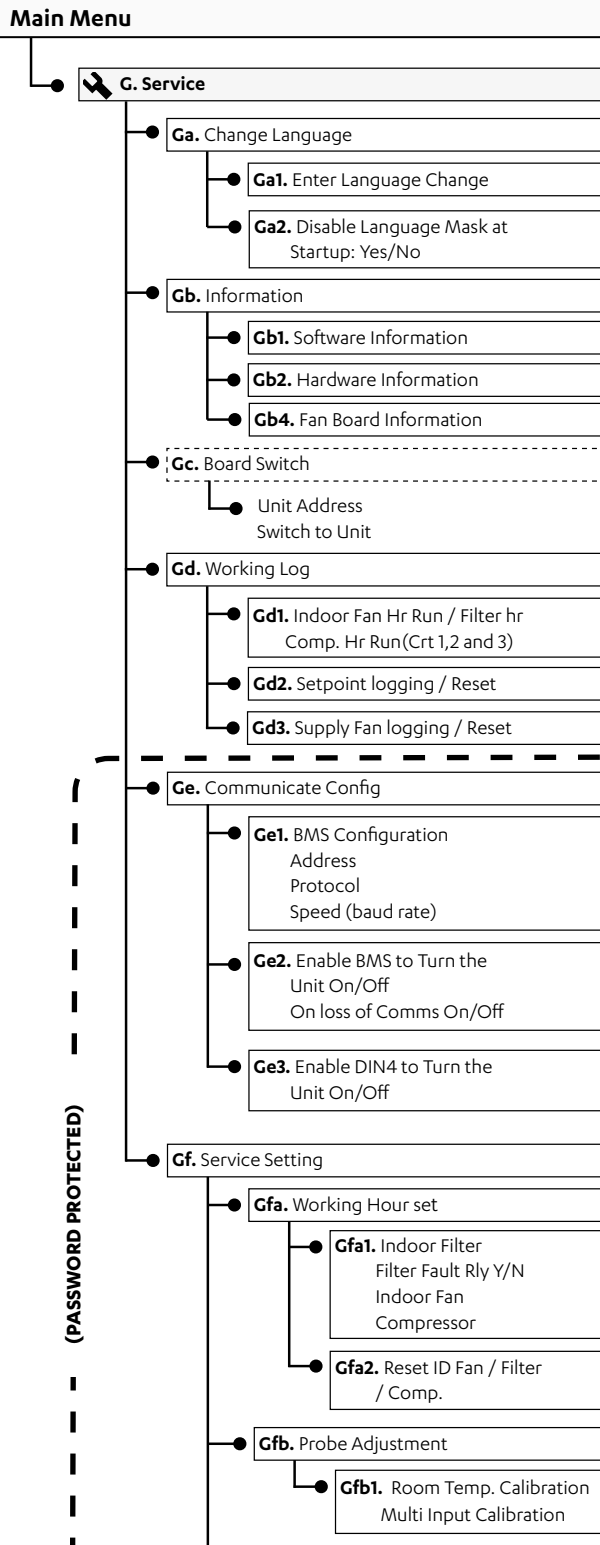 Main Menu
G. Service
Ga. Change Language
Ga1. Enter Language Change
Ga2. Disable Language Mask at
Startup: Yes/No
Gb. Information
Gb1. Software Information
Gb2. Hardware Information
Gb4. Fan Board Information
Gc. Board Switch
Unit Address
Switch to Unit
Gd. Working Log
Gd1. Indoor Fan Hr Run / Filter hr
Comp. Hr Run(Crt 1,2 and 3)
Gd2. Setpoint logging / Reset
Gd3. Supply Fan logging / Reset
Ge. Communicate Config
Ge1. BMS Configuration
Address
Protocol
Speed (baud rate)
Ge2. Enable BMS to Turn the
Unit On/Off
On loss of Comms On/Off
Ge3. Enable DIN4 to Turn the
Unit On/Off
(PASSWORD PROTECTED)
Gf. Service Setting
Gfa. Working Hour set
Gfa1. Indoor Filter
Filter Fault Rly Y/N
Indoor Fan
Compressor
Gfa2. Reset ID Fan / Filter
/ Comp.
Gfb. Probe Adjustment
Gfb1. Room Temp. Calibration
Multi Input Calibration